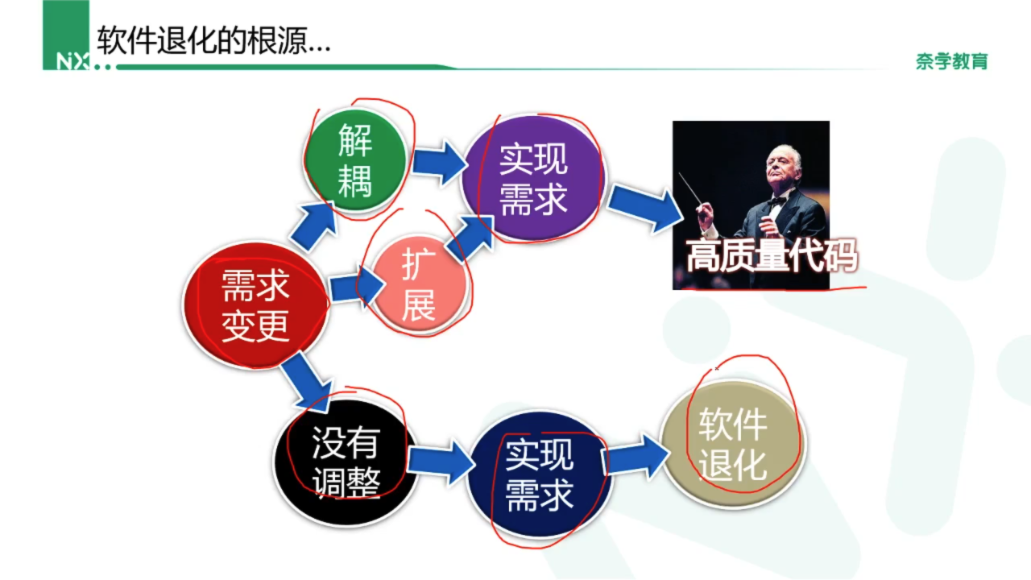 软件退化的根源...
NX
奈学教育
解
耦
实现
需求
高质量代码
扩
展
需求
变更
没有
调整
实现
需求
软件
退化